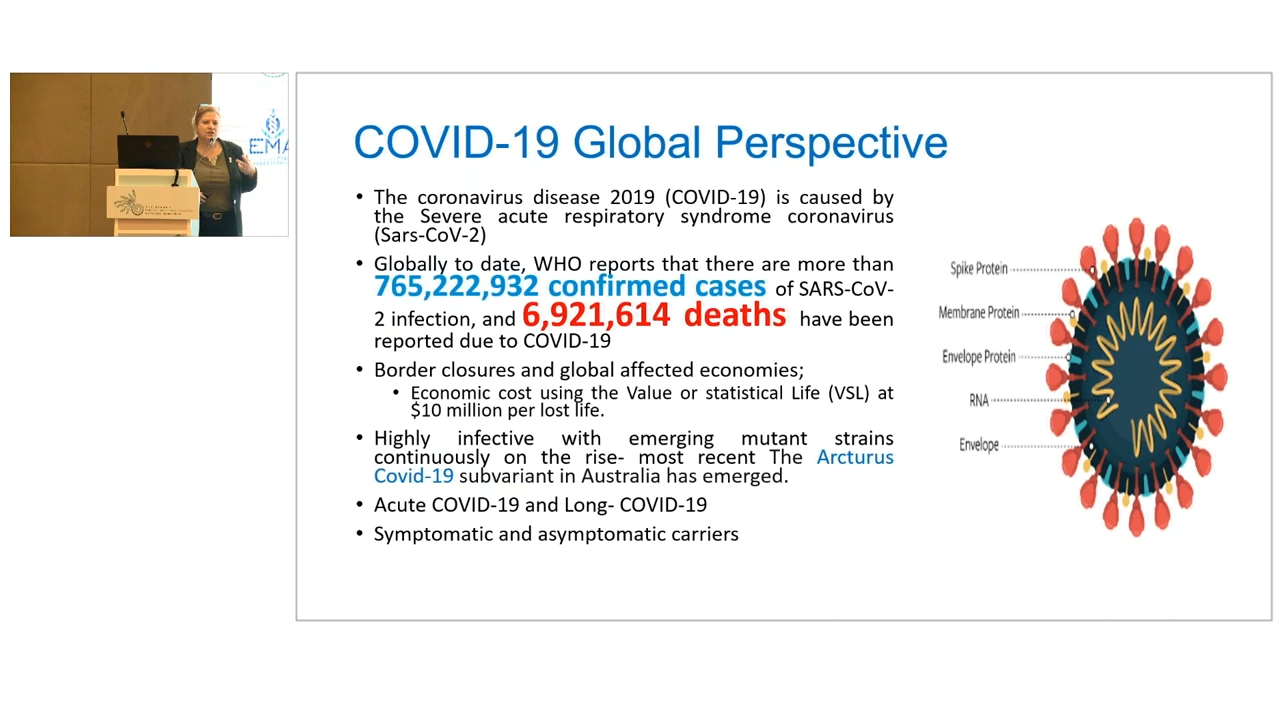 EMA
COVID-19 Global Perspective
• The coronavirus disease 2019 (COVID-19) is caused by
the Severe acute respiratory syndrome coronavirus
(Sars-CoV-2)
• Globally to date, WHO reports that there are more than
765,222,932 confirmed cases of SARS-CoV-
2 infection, and 6,921,614 deaths have been
reported due to COVID-19
• Border closures and global affected economies;
• Economic cost using the Value or statistical Life (VSL) at
$10 million per lost life.
• Highly infective with emerging mutant strains
continuously on the rise- most recent The Arcturus
Covid-19 subvariant in Australia has emerged.
• Acute COVID-19 and Long- COVID-19
• Symptomatic and asymptomatic carriers
Spike Protein
Membrane Protein
Envelope Protein
RNA
Envelope